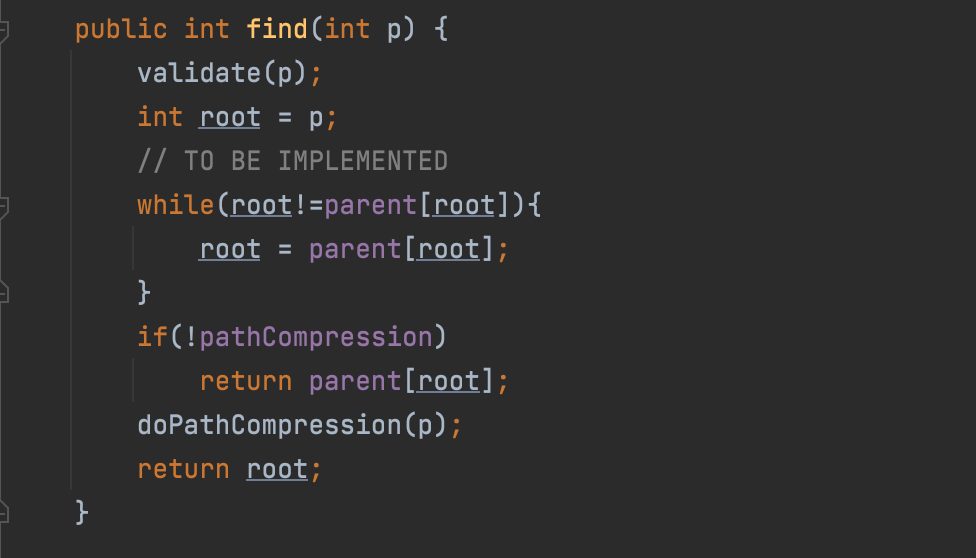 public int find(int p) {
    validate(p);
    int root = p;
    // TO BE IMPLEMENTED
    while(root!=parent[root]){
        root = parent[root];
    }
    if(!pathCompression)
        return parent[root];
    doPathCompression(p);
    return root;
}